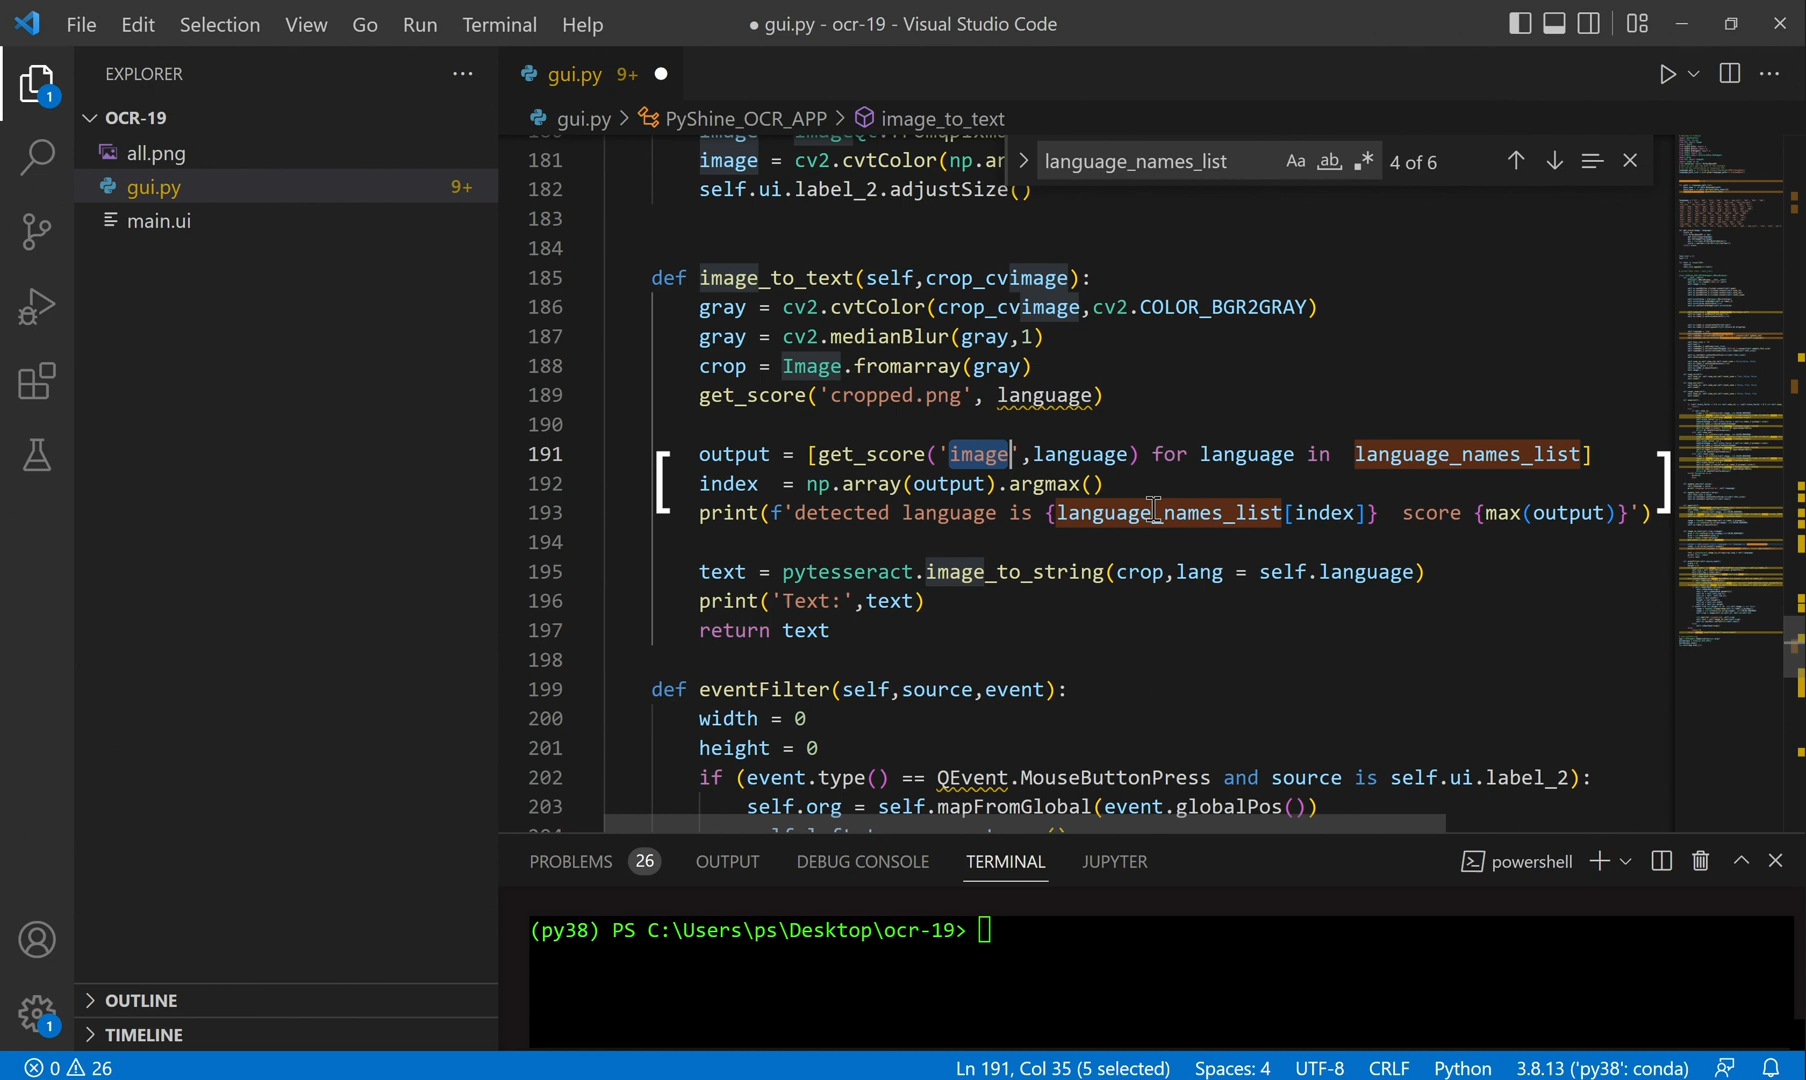 File Edit Selection View Go Run Terminal Help
● gui.py - ocr-19 - Visual Studio Code
EXPLORER
1
OCR-19
all.png
gui.py 9+
main.ui
gui.py 9+
gui.py > PyShine_OCR_APP > image_to_text
language_names_list Aa ab 4 of 6
181 image = cv2.cvtColor(np.ar
182 self.ui.label_2.adjustSize()
183
184
185 def image_to_text(self,crop_cvimage):
186 gray = cv2.cvtColor(crop_cvimage,cv2.COLOR_BGR2GRAY)
187 gray = cv2.medianBlur(gray,1)
188 crop = Image.fromarray(gray)
189 get_score('cropped.png', language)
190
191 output = [get_score('image',language) for language in language_names_list]
192 index = np.array(output).argmax()
193 print(f'detected language is {language_names_list[index]} score {max(output)}')
194
195 text = pytesseract.image_to_string(crop,lang = self.language)
196 print('Text:',text)
197 return text
198
199 def eventFilter(self,source,event):
200 width = 0
201 height = 0
202 if (event.type() == QEvent.MouseButtonPress and source is self.ui.label_2):
203 self.org = self.mapFromGlobal(event.globalPos())
PROBLEMS 26 OUTPUT DEBUG CONSOLE TERMINAL JUPYTER
powershell
(py38) PS C:\Users\ps\Desktop\ocr-19>
OUTLINE
1
TIMELINE
0 26
Ln 191, Col 35 (5 selected) Spaces: 4 UTF-8 CRLF Python 3.8.13 ('py38': conda)